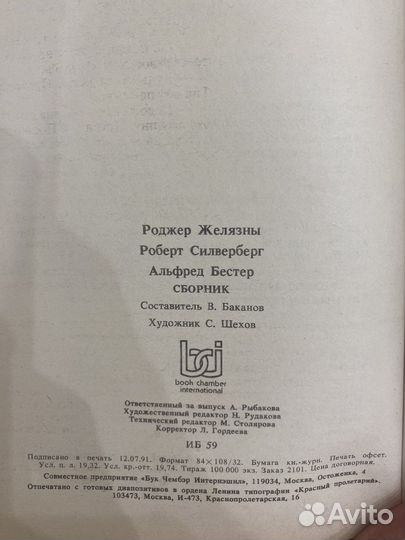 Роджер Желязны
Роберт Силверберг
Альфред Бестер
СБОРНИК
Составитель В. Баканов
Художник С. Шехов
bci
book chamber
international
Ответственный за выпуск А. Рыбакова
Художественный редактор Н. Рудакова
Технический редактор М. Столярова
Корректор Л. Гордеева
ИБ 59
Подписано в печать 12.07.91. Формат 84×108/32. Бумага кн.-журн. Печать офсет.
Усл. п. л. 19,32. Усл. кр.-отт. 19,74. Тираж 100 000 экз. Заказ 2101. Цена договорная.
Совместное предприятие «Бук Чембэр Интернэшнл», 119034, Москва, Остоженка, 4
Отпечатано с готовых диапозитивов в ордена Ленина типографии «Красный пролетарий».
103473, Москва, И-473, Краснопролетарская, 16
Avito